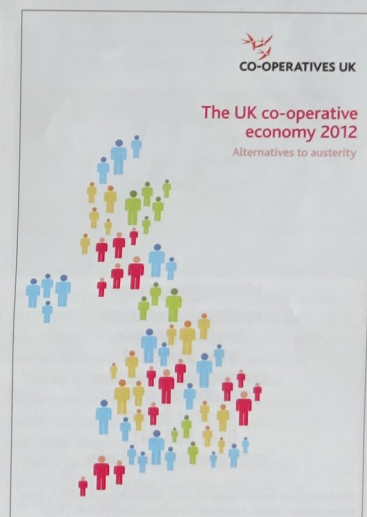 CO-OPERATIVES UK
The UK co-operative
economy 2012
Alternatives to austerity